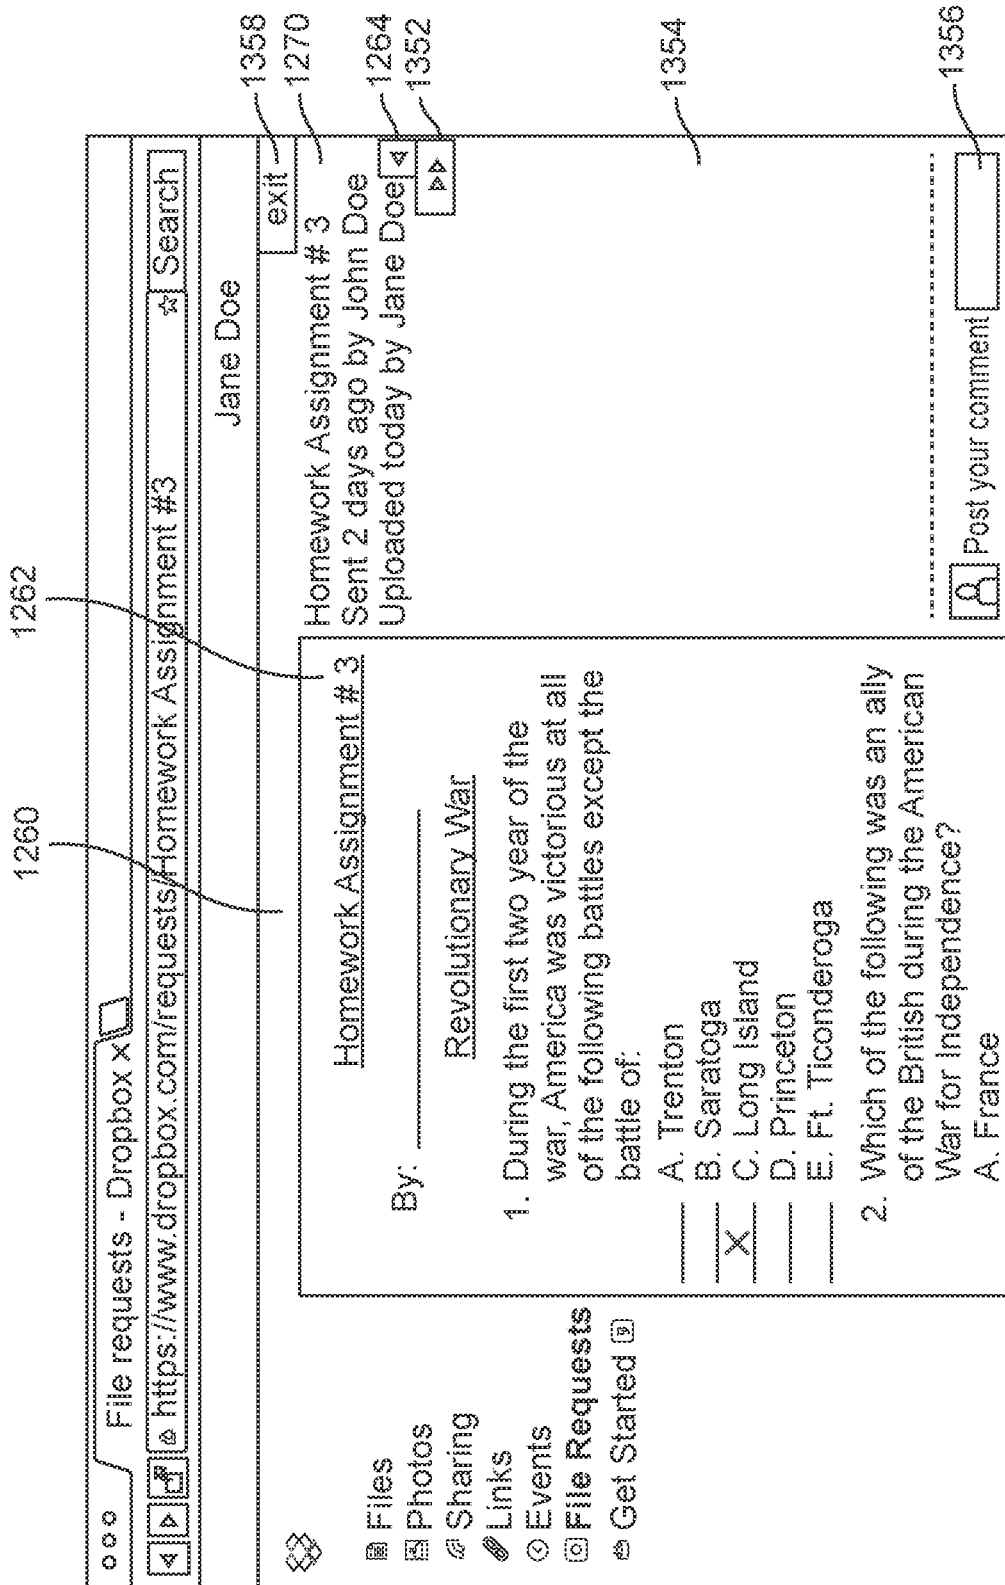 1260
1262
File requests - Dropbox x
https://www.dropbox.com/requests/Homework Assignment #3
Search
Jane Doe
exit
1358
1270
1264
1352
1354
1356
Files
Photos
Sharing
Links
Events
File Requests
Get Started
Homework Assignment # 3
By:
Revolutionary War
1. During the first two year of the
war, America was victorious at all
of the following battles except the
battle of:
A. Trenton
B. Saratoga
X C. Long Island
D. Princeton
E. Ft. Ticonderoga
2. Which of the following was an ally
of the British during the American
War for Independence?
A. France
Homework Assignment # 3
Sent 2 days ago by John Doe
Uploaded today by Jane Doe
Post your comment